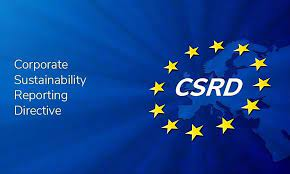 Corporate
Sustainability
Reporting
Directive
CSRD